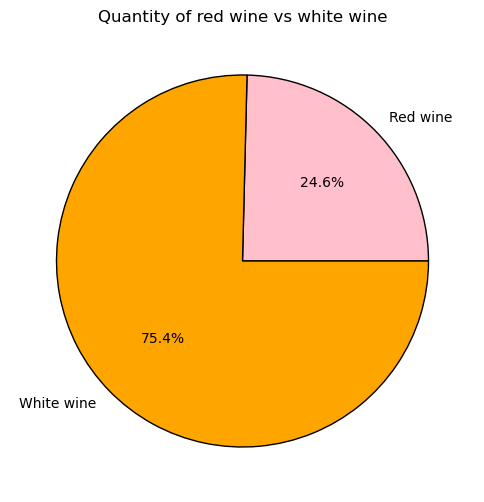 Quantity of red wine vs white wine
Red wine
24.6%
75.4%
White wine